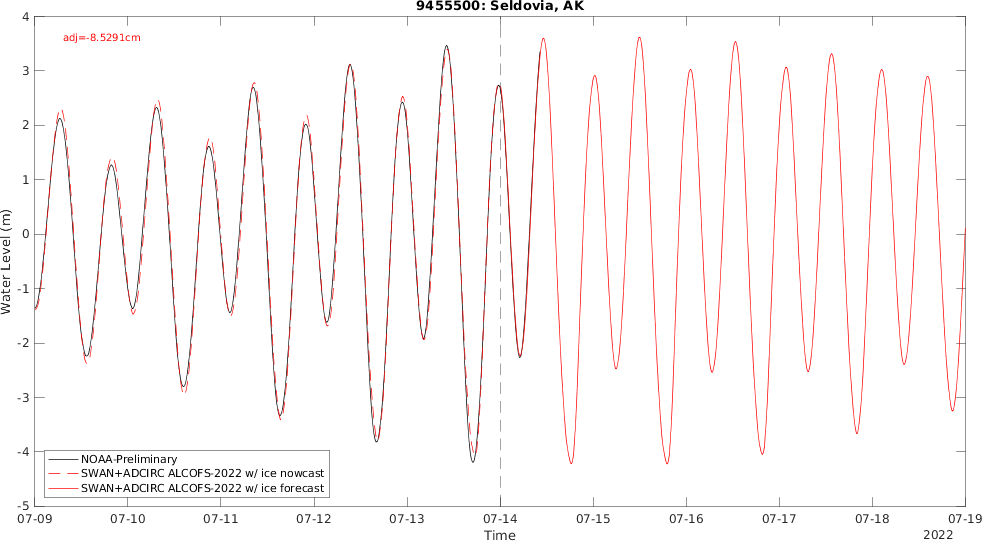 9455500: Seldovia, AK
adj=-8.5291cm
4
3
2
1
0
-1
-2
-3
-4
-5
Water Level (m)
NOAA-Preliminary
SWAN+ADCIRC ALCOFS-2022 w/ ice nowcast
SWAN+ADCIRC ALCOFS-2022 w/ ice forecast
07-09 07-10 07-11 07-12 07-13 07-14 07-15 07-16 07-17 07-18 07-19
Time
2022